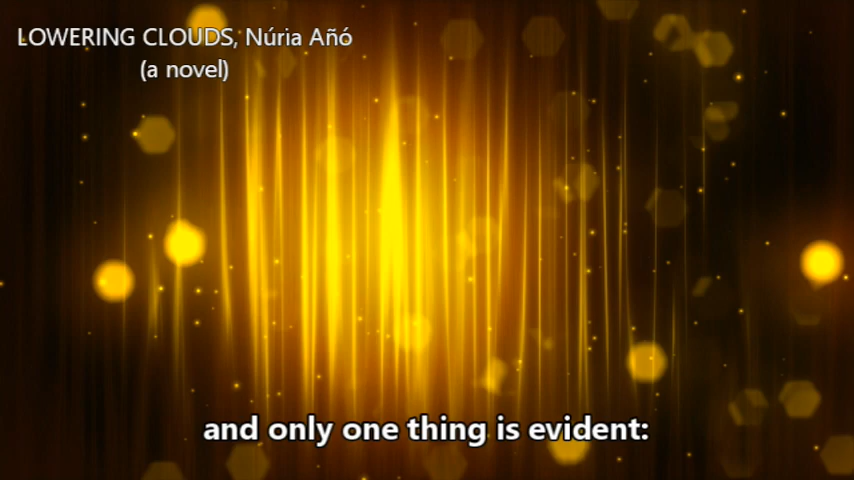 LOWERING CLOUDS, Núria Añó
(a novel)
and only one thing is evident: